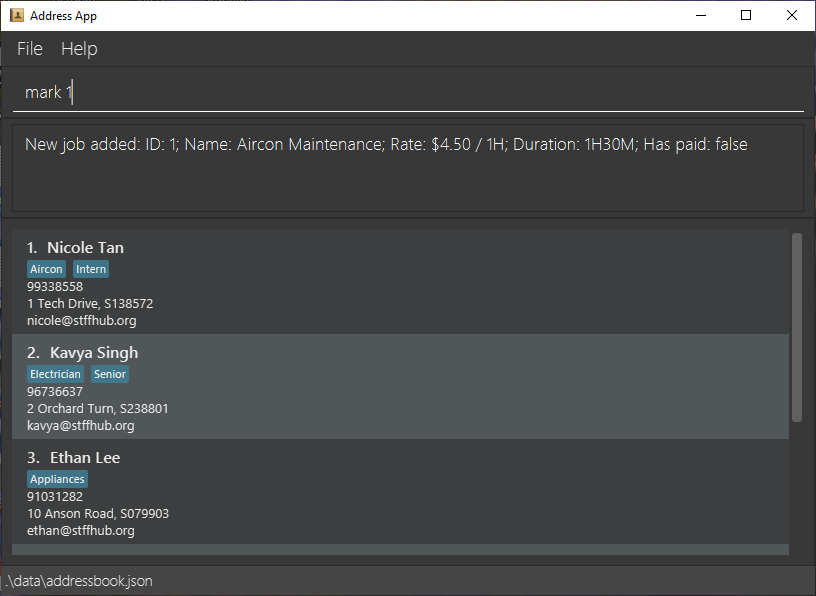 Address App
File Help
mark 1
New job added: ID: 1; Name: Aircon Maintenance; Rate: $4.50 / 1H; Duration: 1H30M; Has paid: false
1. Nicole Tan
Aircon Intern
99338558
1 Tech Drive, S138572
nicole@stffhub.org
2. Kavya Singh
Electrician Senior
96736637
2 Orchard Turn, S238801
kavya@stffhub.org
3. Ethan Lee
Appliances
91031282
10 Anson Road, S079903
ethan@stffhub.org
.\data\addressbook.json